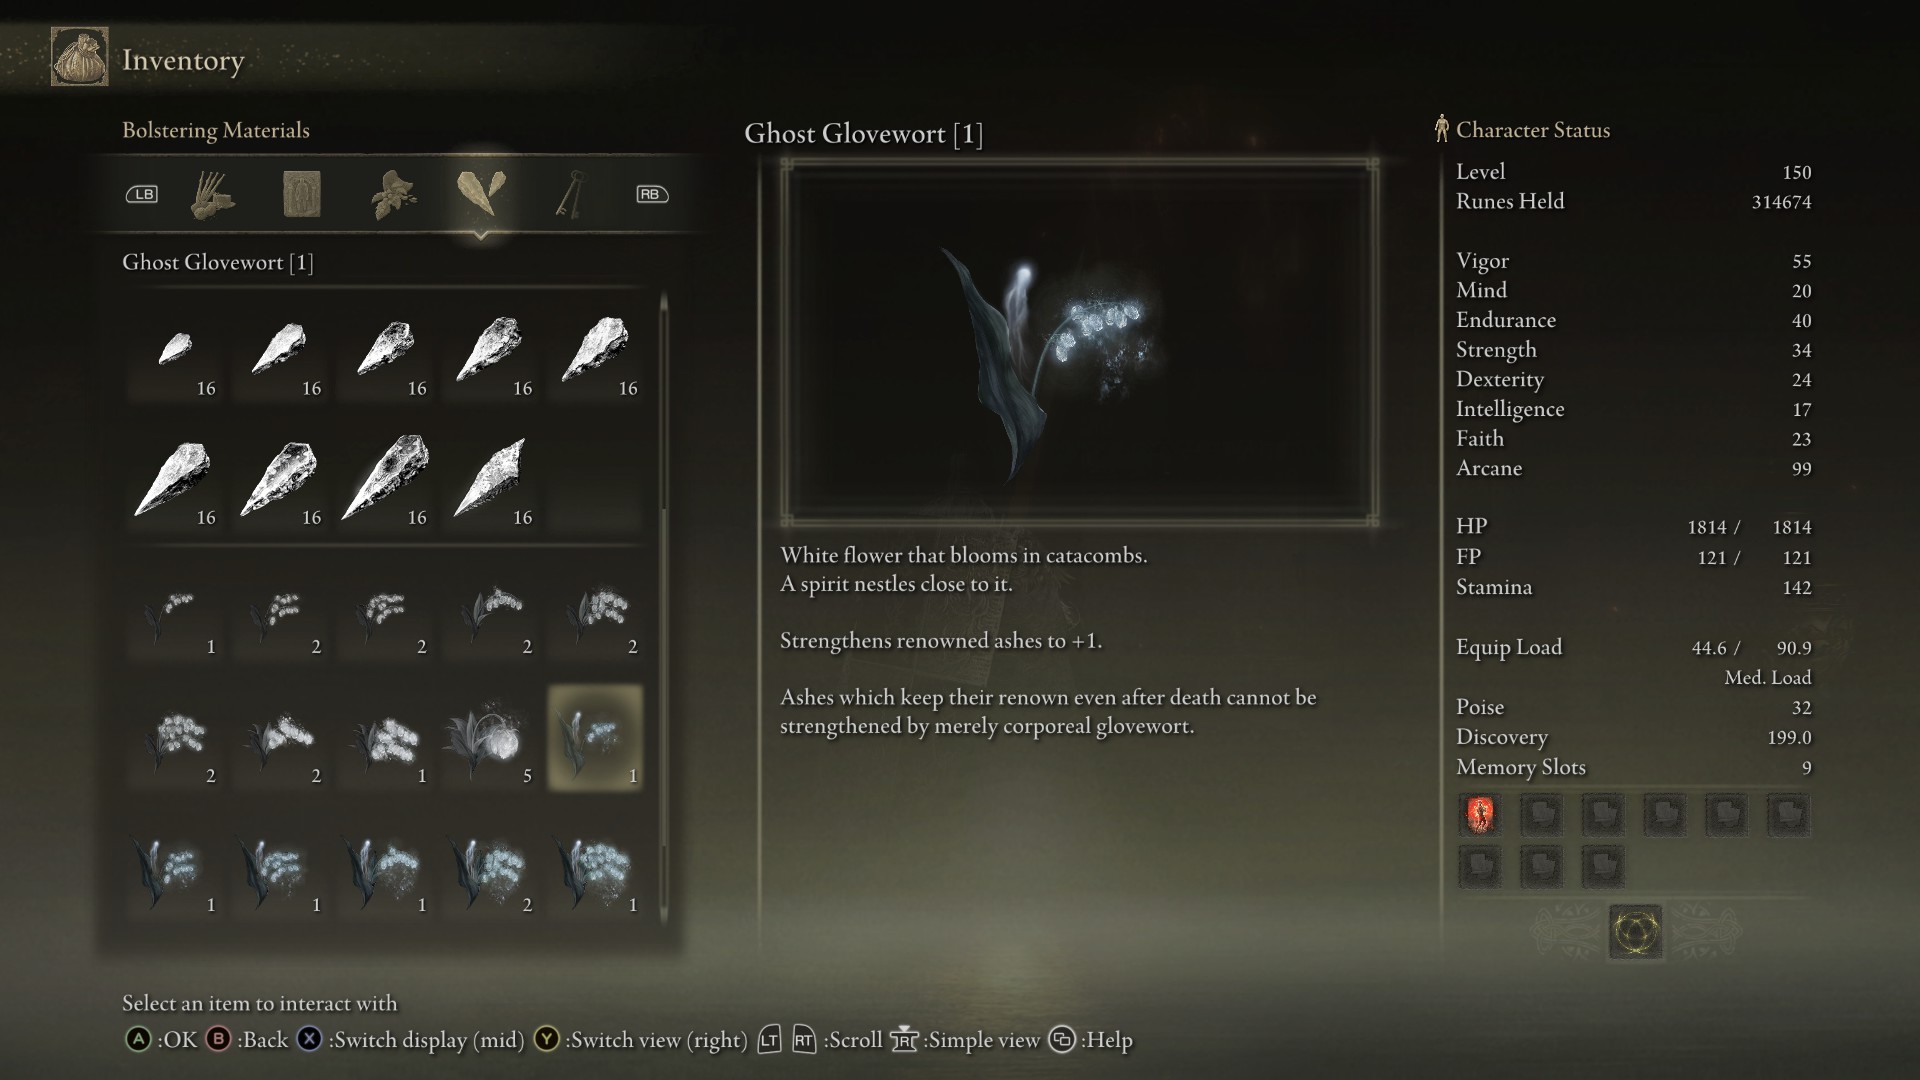 Inventory
Bolstering Materials
LB RB
Ghost Glovewort [1]
16 16 16 16 16
16 16 16 16
1 2 2 2 2
2 2 1 5 1
1 1 1 2 1
Ghost Glovewort [1]
White flower that blooms in catacombs.
A spirit nestles close to it.
Strengthens renowned ashes to +1.
Ashes which keep their renown even after death cannot be
strengthened by merely corporeal glovewort.
Character Status
Level 150
Runes Held 314674
Vigor 55
Mind 20
Endurance 40
Strength 34
Dexterity 24
Intelligence 17
Faith 23
Arcane 99
HP 1814 / 1814
FP 121 / 121
Stamina 142
Equip Load 44.6 / 90.9
Med. Load
Poise 32
Discovery 199.0
Memory Slots 9
Select an item to interact with
A :OK B :Back X :Switch display (mid) Y :Switch view (right) LT RT :Scroll R :Simple view :Help